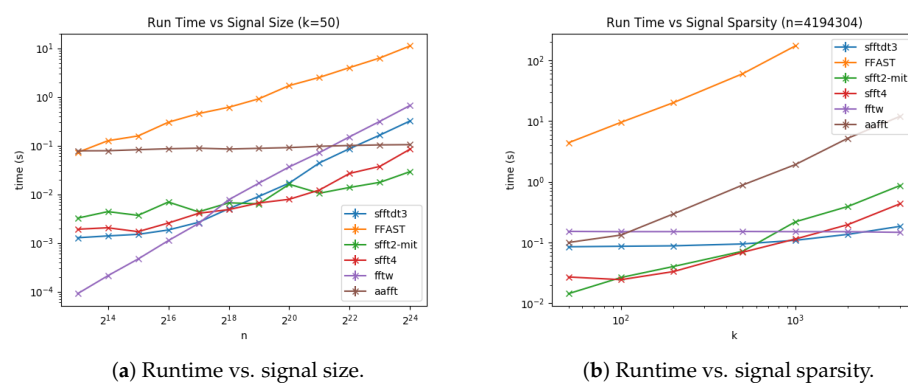 Run Time vs Signal Size (k=50)
10^1
10^0
10^-1
10^-2
10^-3
10^-4
time (s)
sfftdt3
FFAST
sfft2-mit
sfft4
fftw
aafft
2^14 2^16 2^18 2^20 2^22 2^24
n
(a) Runtime vs. signal size.
Run Time vs Signal Sparsity (n=4194304)
10^2
10^1
10^0
10^-1
10^-2
time (s)
sfftdt3
FFAST
sfft2-mit
sfft4
fftw
aafft
10^2 10^3
k
(b) Runtime vs. signal sparsity.